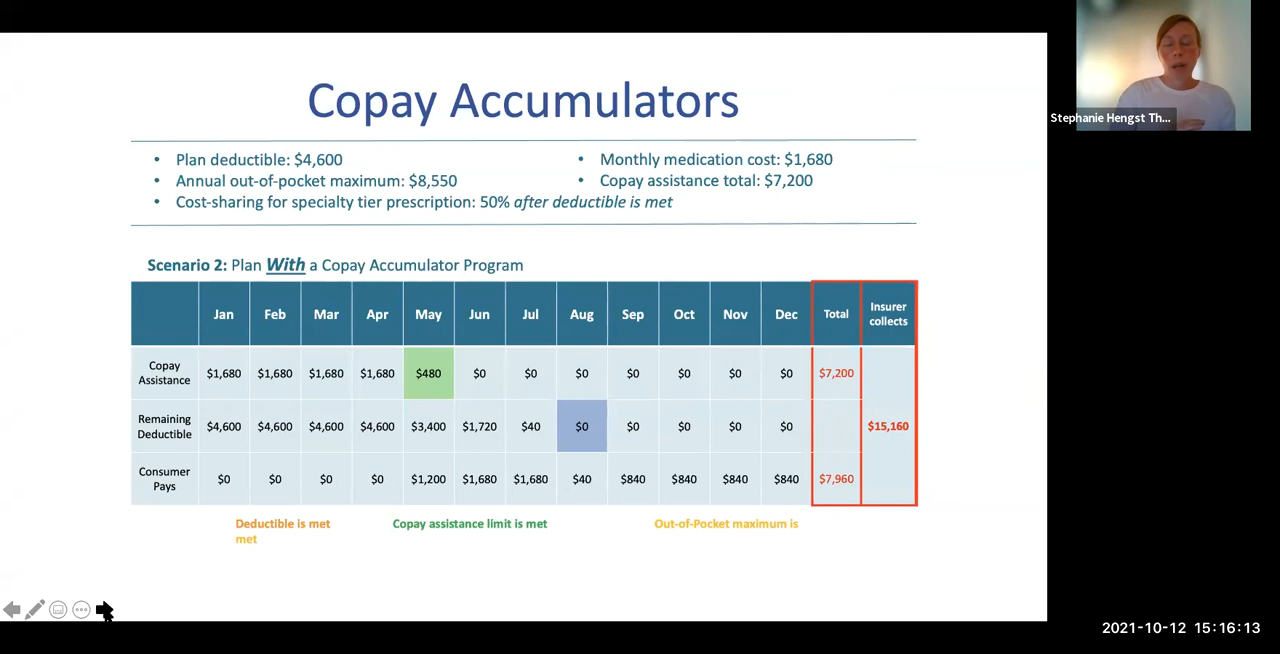 Copay Accumulators
• Plan deductible: $4,600
• Annual out-of-pocket maximum: $8,550
• Cost-sharing for specialty tier prescription: 50% after deductible is met
• Monthly medication cost: $1,680
• Copay assistance total: $7,200
Scenario 2: Plan With a Copay Accumulator Program
Jan Feb Mar Apr May Jun Jul Aug Sep Oct Nov Dec Total Insurer collects
Copay Assistance $1,680 $1,680 $1,680 $1,680 $480 $0 $0 $0 $0 $0 $0 $0 $7,200
Remaining Deductible $4,600 $4,600 $4,600 $4,600 $3,400 $1,720 $40 $0 $0 $0 $0 $0 $15,160
Consumer Pays $0 $0 $0 $0 $1,200 $1,680 $1,680 $40 $840 $840 $840 $840 $7,960
Deductible is met
Copay assistance limit is met
Out-of-Pocket maximum is
met
Stephanie Hengst Th...
2021-10-12 15:16:13